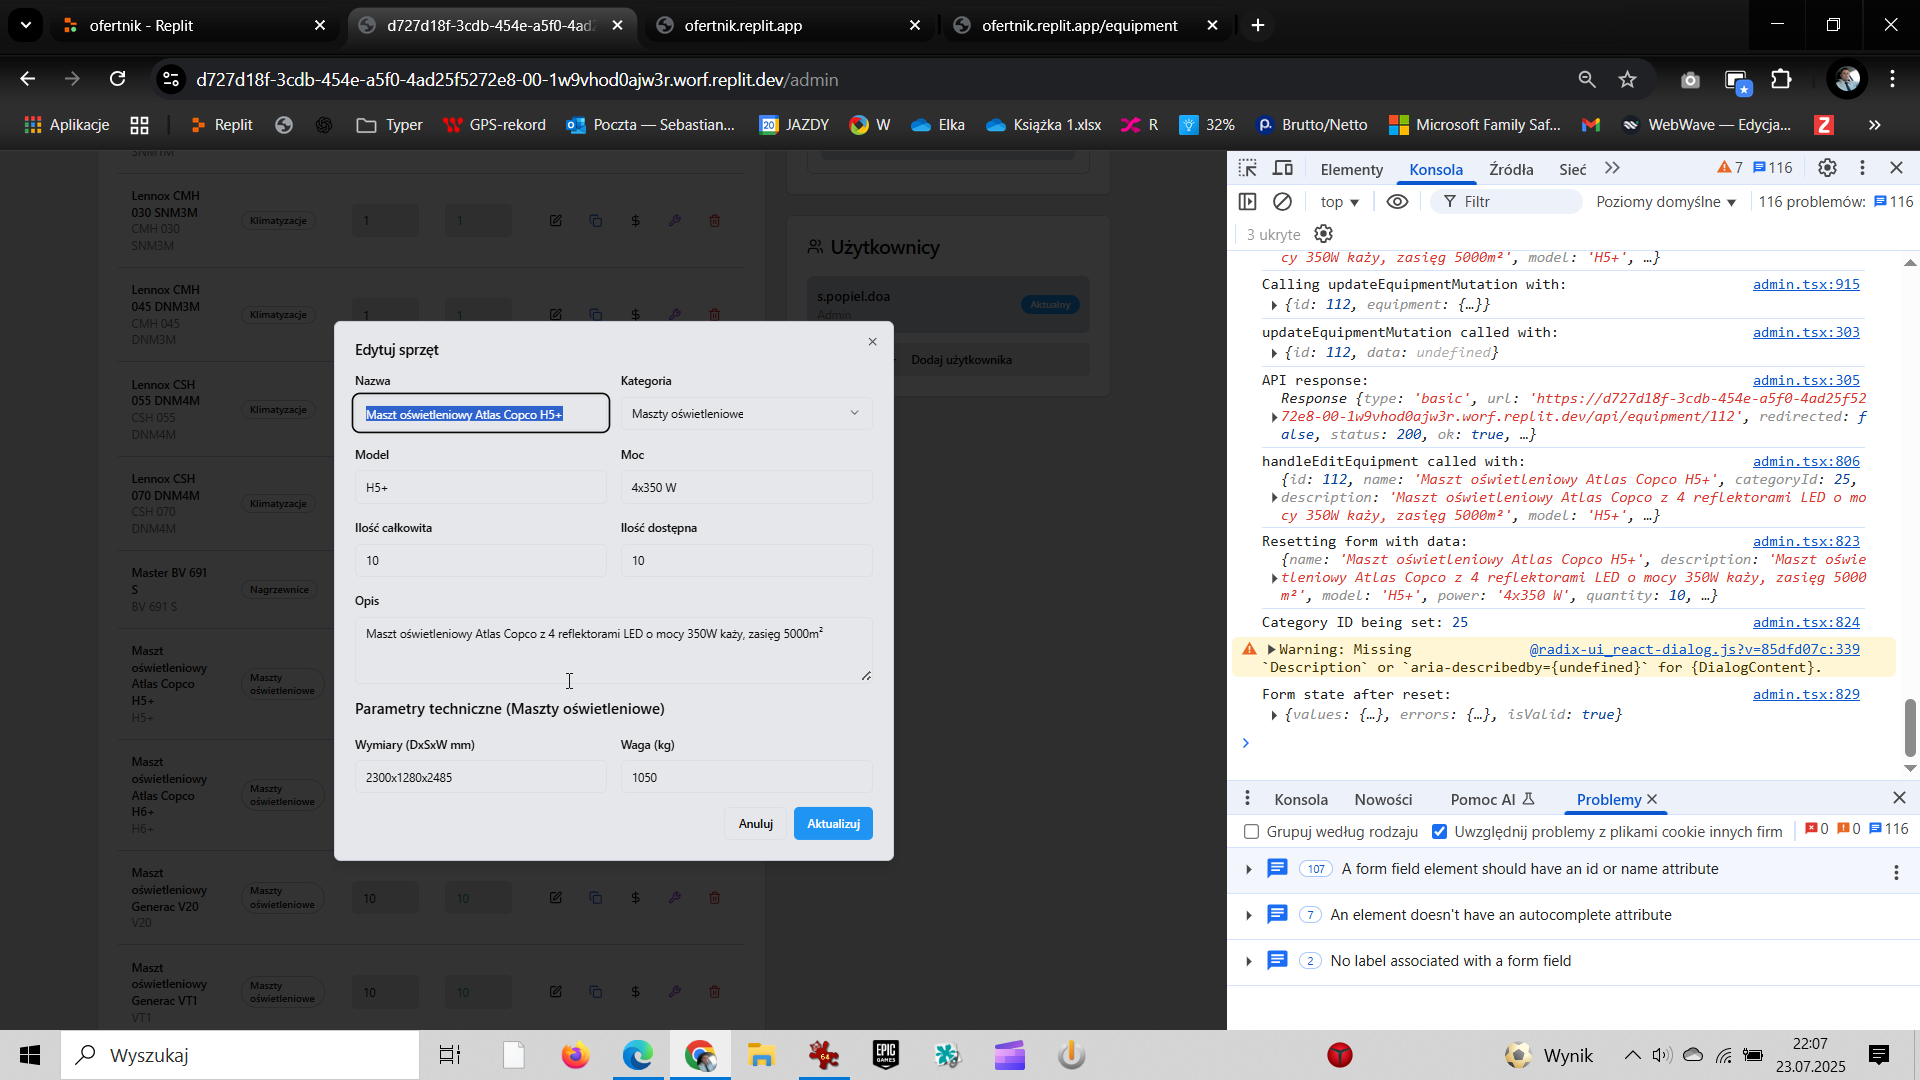 ofertnik - Replit
d727d18f-3cdb-454e-a5f0-4ad2
ofertnik.replit.app
ofertnik.replit.app/equipment
d727d18f-3cdb-454e-a5f0-4ad25f5272e8-00-1w9vhod0ajw3r.worf.replit.dev/admin
Aplikacje
Replit
Typer
GPS-rekord
Poczta — Sebastian...
20 JAZDY
W
Elka
Książka 1.xlsx
R
32%
Brutto/Netto
Microsoft Family Saf...
WebWave — Edycja...
Z
»
SNM1M
Lennox CMH
030 SNM3M
CMH 030
SNM3M
Klimatyzacje
1
1
Lennox CMH
045 DNM3M
CMH 045
DNM3M
Klimatyzacje
1
1
Lennox CSH
055 DNM4M
CSH 055
DNM4M
Klimatyzacje
Lennox CSH
070 DNM4M
CSH 070
DNM4M
Klimatyzacje
Master BV 691
S
BV 691 S
Nagrzewnice
Maszt
oświetleniowy
Atlas Copco
H5+
H5+
Maszty
oświetleniowe
Maszt
oświetleniowy
Atlas Copco
H6+
H6+
Maszty
oświetleniowe
Maszt
oświetleniowy
Generac V20
V20
Maszty
oświetleniowe
10
10
Maszt
oświetleniowy
Generac VT1
VT1
Maszty
oświetleniowe
10
10
Użytkownicy
s.popiel.doa
Admin
Aktualny
Dodaj użytkownika
Edytuj sprzęt
Nazwa
Kategoria
Maszt oświetleniowy Atlas Copco H5+
Maszty oświetleniowe
Model
Moc
H5+
4x350 W
Ilość całkowita
Ilość dostępna
10
10
Opis
Maszt oświetleniowy Atlas Copco z 4 reflektorami LED o mocy 350W każy, zasięg 5000m²
Parametry techniczne (Maszty oświetleniowe)
Wymiary (DxSxW mm)
Waga (kg)
2300x1280x2485
1050
Anuluj
Aktualizuj
Elementy
Konsola
Źródła
Sieć
7
116
top
Filtr
Poziomy domyślne
116 problemów:
116
3 ukryte
cy 350W każy, zasięg 5000m²', model: 'H5+', …}
Calling updateEquipmentMutation with:
admin.tsx:915
{id: 112, equipment: {…}}
updateEquipmentMutation called with:
admin.tsx:303
{id: 112, data: undefined}
API response:
admin.tsx:305
Response {type: 'basic', url: 'https://d727d18f-3cdb-454e-a5f0-4ad25f52
72e8-00-1w9vhod0ajw3r.worf.replit.dev/api/equipment/112', redirected: f
alse, status: 200, ok: true, …}
handleEditEquipment called with:
admin.tsx:806
{id: 112, name: 'Maszt oświetleniowy Atlas Copco H5+', categoryId: 25,
description: 'Maszt oświetleniowy Atlas Copco z 4 reflektorami LED o mo
cy 350W każy, zasięg 5000m²', model: 'H5+', …}
Resetting form with data:
admin.tsx:823
{name: 'Maszt oświetleniowy Atlas Copco H5+', description: 'Maszt oświe
tleniowy Atlas Copco z 4 reflektorami LED o mocy 350W każy, zasięg 5000
m²', model: 'H5+', power: '4x350 W', quantity: 10, …}
Category ID being set: 25
admin.tsx:824
Warning: Missing
@radix-ui_react-dialog.js?v=85dfd07c:339
`Description` or `aria-describedby={undefined}` for {DialogContent}.
Form state after reset:
admin.tsx:829
{values: {…}, errors: {…}, isValid: true}
Konsola
Nowości
Pomoc AI
Problemy
Grupuj według rodzaju
Uwzględnij problemy z plikami cookie innych firm
0
0
116
107
A form field element should have an id or name attribute
7
An element doesn't have an autocomplete attribute
2
No label associated with a form field
Wyszukaj
64
EPIC
GAMES
Wynik
22:07
23.07.2025